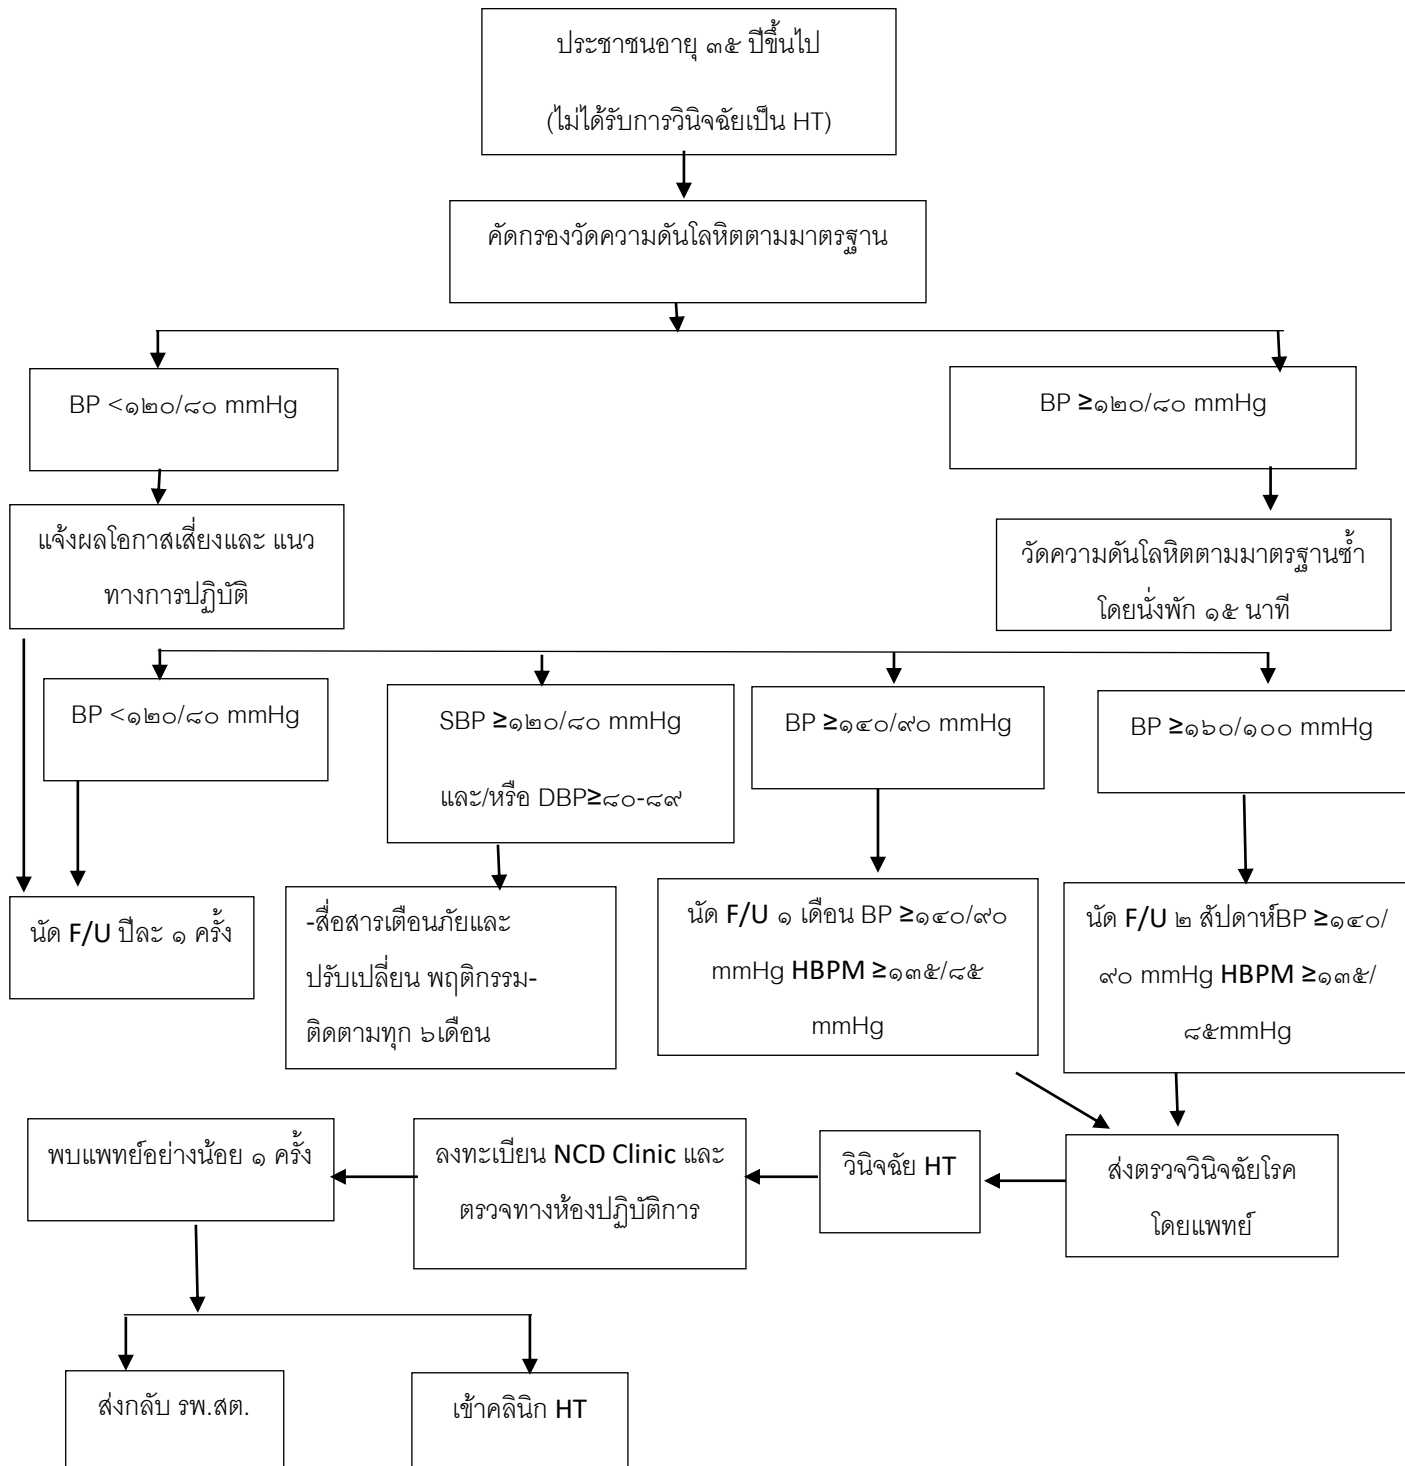 ประชาชนอายุ ๓๕ ปีขึ้นไป
(ไม่ได้รับการวินิจฉัยเป็น HT)
คัดกรองวัดความดันโลหิตตามมาตรฐาน
BP <๑๒๐/๘๐ mmHg
BP ≥๑๒๐/๘๐ mmHg
แจ้งผลโอกาสเสี่ยงและ แนว
ทางการปฏิบัติ
วัดความดันโลหิตตามมาตรฐานซ้ำ
โดยนั่งพัก ๑๕ นาที
BP <๑๒๐/๘๐ mmHg
SBP ≥๑๒๐/๘๐ mmHg
และ/หรือ DBP≥๘๐-๘๙
BP ≥๑๔๐/๙๐ mmHg
BP ≥๑๖๐/๑๐๐ mmHg
นัด F/U ปีละ ๑ ครั้ง
-สื่อสารเตือนภัยและ
ปรับเปลี่ยน พฤติกรรม-
ติดตามทุก ๖เดือน
นัด F/U ๑ เดือน BP ≥๑๔๐/๙๐
mmHg HBPM ≥๑๓๕/๘๕
mmHg
นัด F/U ๒ สัปดาห์BP ≥๑๔๐/
๙๐ mmHg HBPM ≥๑๓๕/
๘๕mmHg
พบแพทย์อย่างน้อย ๑ ครั้ง
ลงทะเบียน NCD Clinic และ
ตรวจทางห้องปฏิบัติการ
วินิจฉัย HT
ส่งตรวจวินิจฉัยโรค
โดยแพทย์
ส่งกลับ รพ.สต.
เข้าคลินิก HT